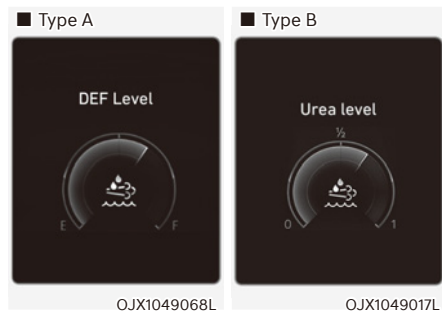 ■ Type A
DEF Level
E F
OJX1049068L
■ Type B
Urea level
½
0 1
OJX1049017L